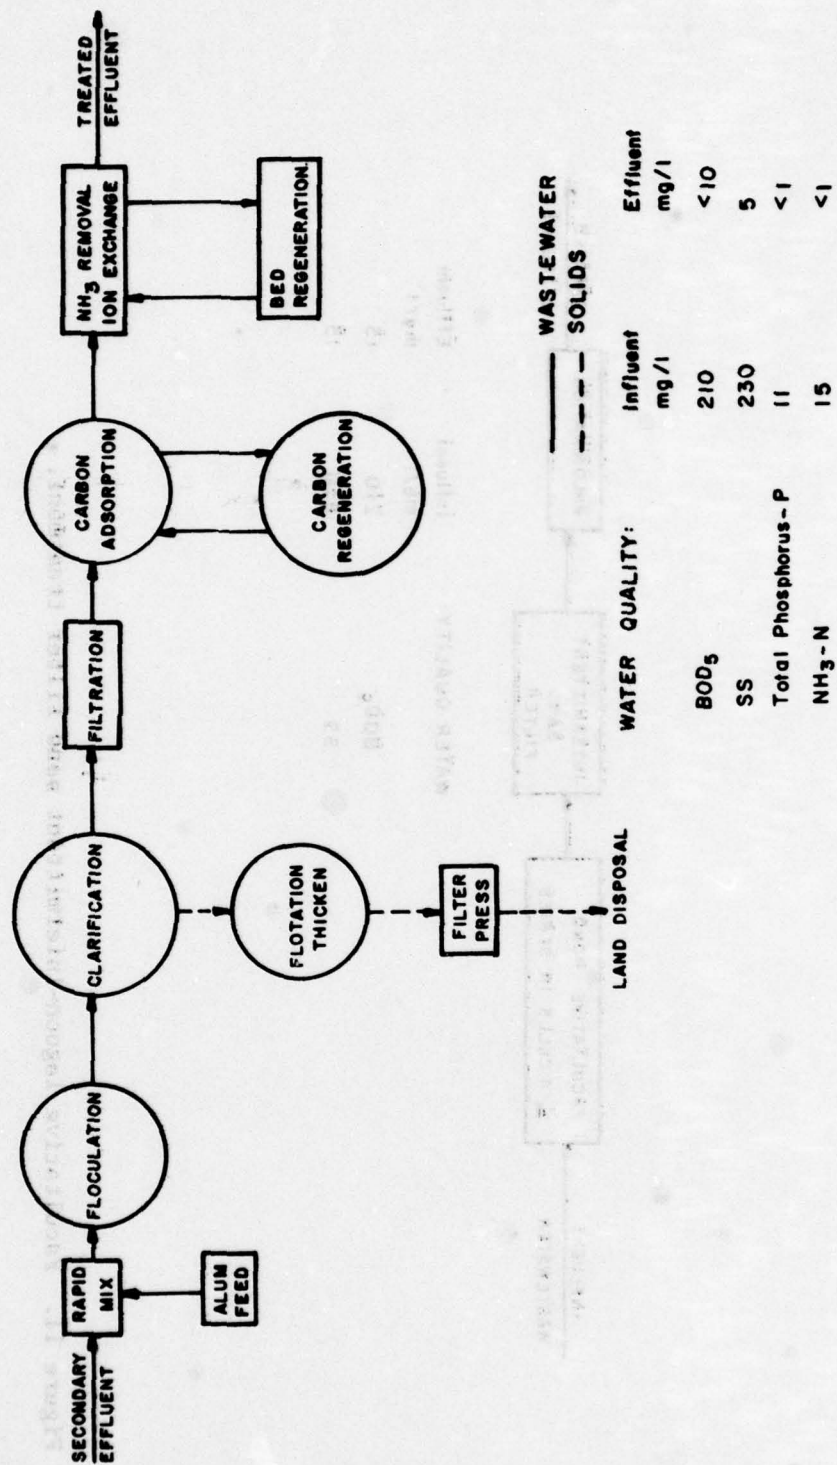 SECONDARY
EFFLUENT
RAPID
MIX
ALUM
FEED
FLOCULATION
CLARIFICATION
FLOTATION
THICKEN
FILTER
PRESS
LAND DISPOSAL
FILTRATION
CARBON
ADSORPTION
CARBON
REGENERATION
NH3 REMOVAL
ION EXCHANGE
BED
REGENERATION.
TREATED
EFFLUENT
WASTEWATER
SOLIDS
WATER QUALITY: Influent Effluent
mg/l mg/l
BOD5 210 <10
SS 230 5
Total Phosphorus-P 11 <1
NH3-N 15 <1